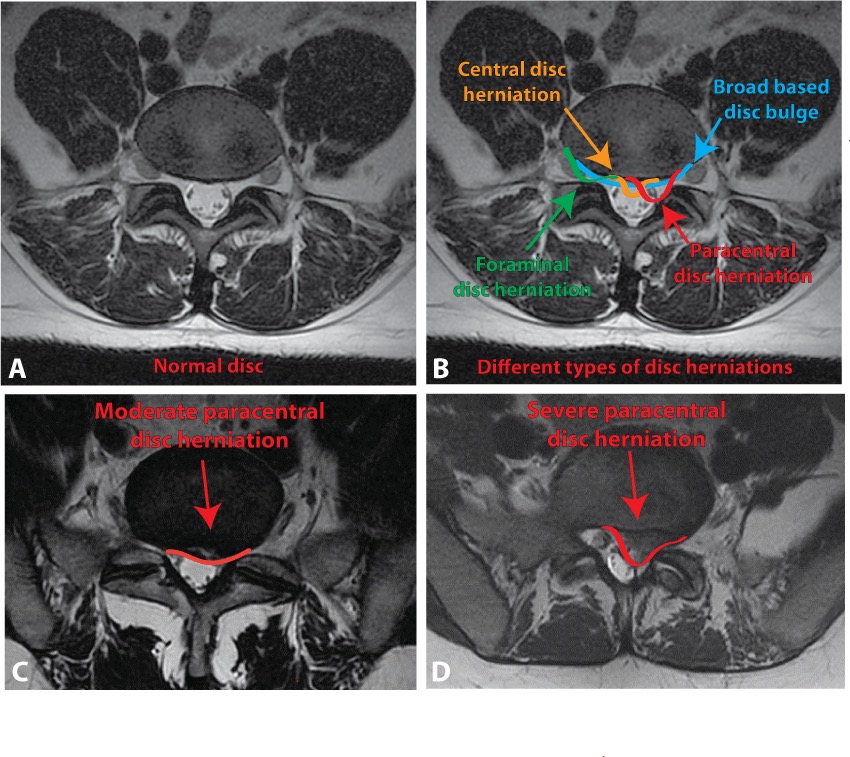 A
Normal disc
Central disc
herniation
Broad based
disc bulge
Foraminal
disc herniation
Paracentral
disc herniation
B
Different types of disc herniations
Moderate paracentral
disc herniation
C
Severe paracentral
disc herniation
D